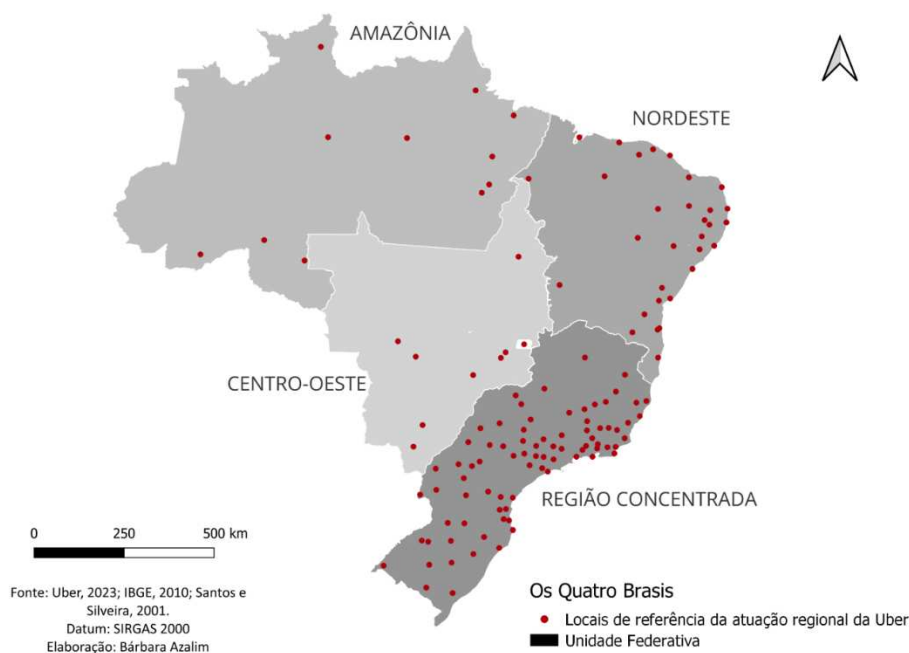 AMAZÔNIA
NORDESTE
CENTRO-OESTE
REGIÃO CONCENTRADA
0 250 500 km
Fonte: Uber, 2023; IBGE, 2010; Santos e
Silveira, 2001.
Datum: SIRGAS 2000
Elaboração: Bárbara Azalim
Os Quatro Brasis
Locais de referência da atuação regional da Uber
Unidade Federativa